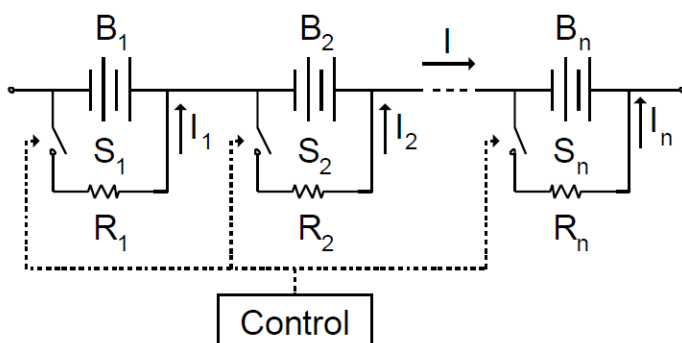 B1 B2 I Bn
I1 I2 In
S1 S2 Sn
R1 R2 Rn
Control